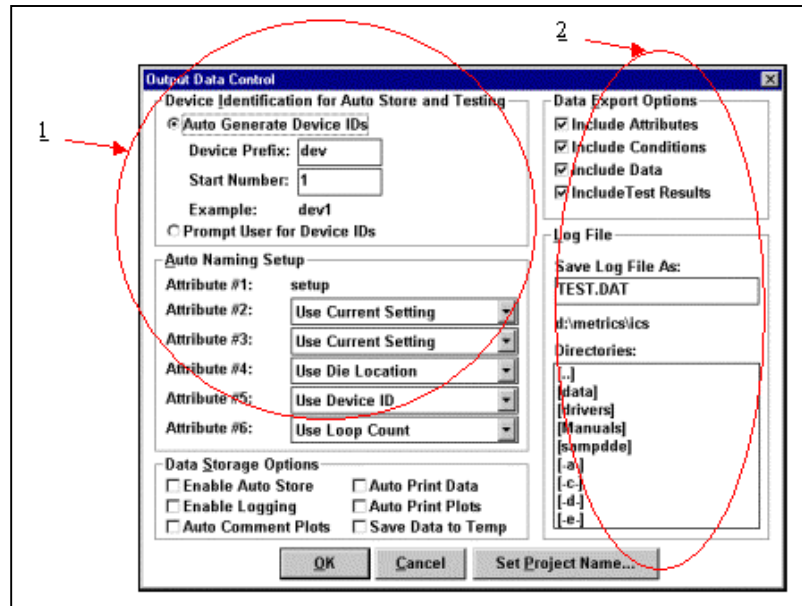 1
2
Output Data Control
Device Identification for Auto Store and Testing
Auto Generate Device IDs
Device Prefix: dev
Start Number: 1
Example: dev1
Prompt User for Device IDs
Auto Naming Setup
Attribute #1: setup
Attribute #2: Use Current Setting
Attribute #3: Use Current Setting
Attribute #4: Use Die Location
Attribute #5: Use Device ID
Attribute #6: Use Loop Count
Data Storage Options
Enable Auto Store Auto Print Data
Enable Logging Auto Print Plots
Auto Comment Plots Save Data to Temp
Data Export Options
Include Attributes
Include Conditions
Include Data
IncludeTest Results
Log File
Save Log File As:
TEST.DAT
d:\metrics\ics
Directories:
[..]
[data]
[drivers]
[Manuals]
[sampdde]
[-a-]
[-c-]
[-d-]
[-e-]
OK Cancel Set Project Name...